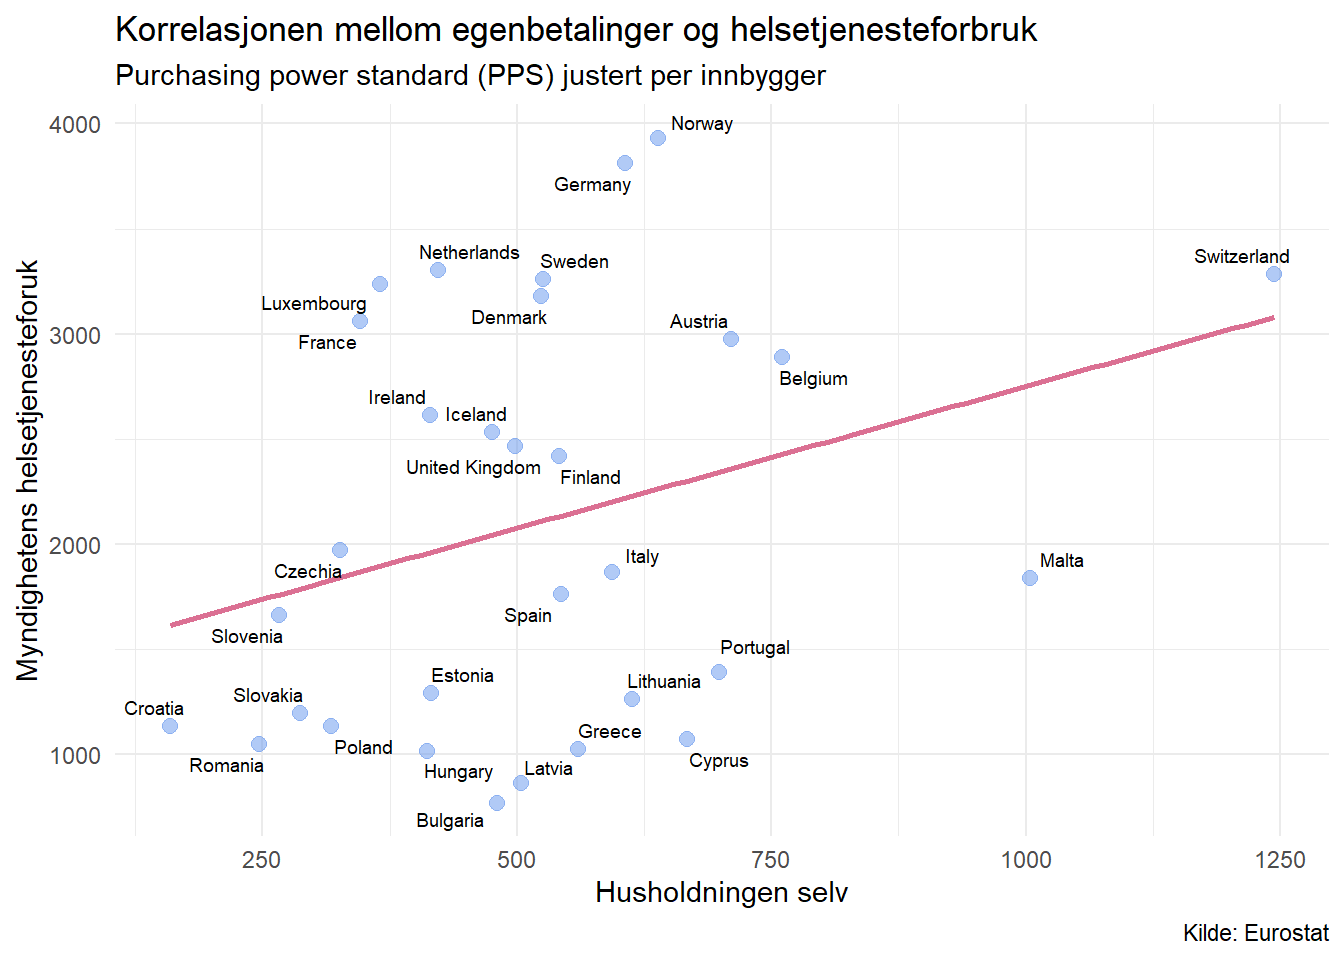 Korrelasjonen mellom egenbetalinger og helsetjenesteforbruk
Purchasing power standard (PPS) justert per innbygger
Myndighetens helsetjenesteforuk
4000
3000
2000
1000
Norway
Germany
Netherlands
Sweden
Switzerland
Luxembourg
Denmark
Austria
France
Belgium
Ireland
Iceland
United Kingdom
Finland
Czechia
Italy
Malta
Spain
Slovenia
Portugal
Estonia
Lithuania
Slovakia
Croatia
Greece
Poland
Romania
Cyprus
Hungary
Latvia
Bulgaria
250
500
750
1000
1250
Husholdningen selv
Kilde: Eurostat